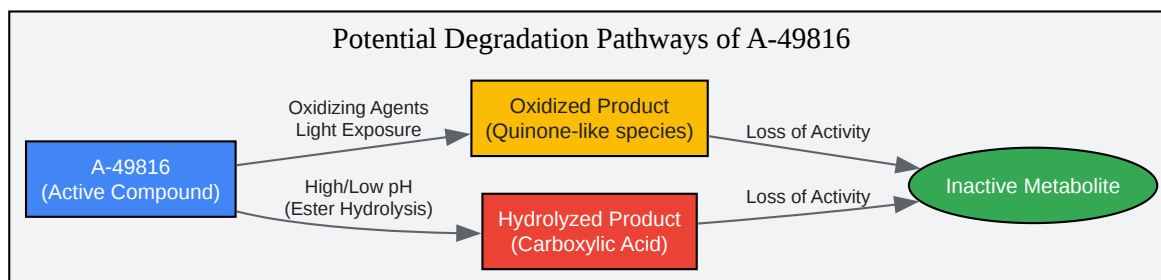 Potential Degradation Pathways of A-49816
A-49816
(Active Compound)
Oxidizing Agents
Light Exposure
High/Low pH
(Ester Hydrolysis)
Oxidized Product
(Quinone-like species)
Hydrolyzed Product
(Carboxylic Acid)
Loss of Activity
Loss of Activity
Inactive Metabolite